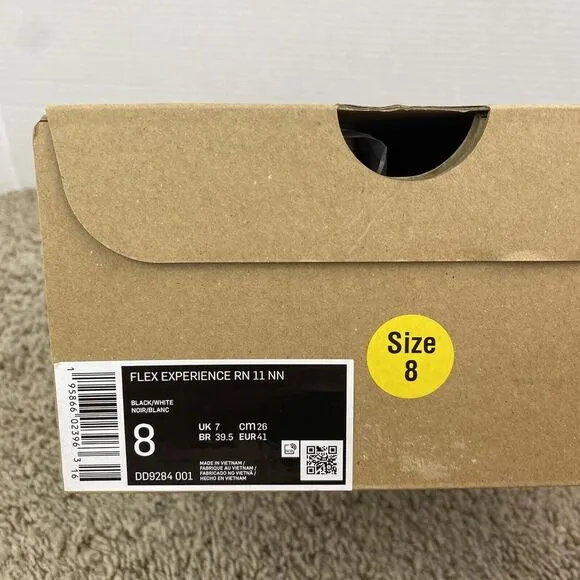 FLEX EXPERIENCE RN 11 NN
BLACK/WHITE
NOIR/BLANC
8
UK 7 cm 26
BR 39.5 EUR 41
MADE IN VIETNAM /
FABRIQUÉ AU VIETNAM /
FABRICADO NO VIETNÃ /
HECHO EN VIETNAM
DD9284 001
1 95866 02396 3 16
Size
8